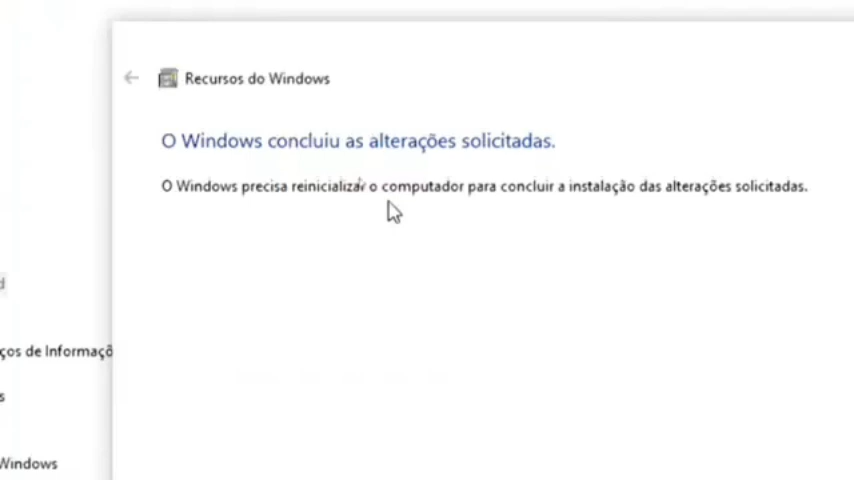 Recursos do Windows
O Windows concluiu as alterações solicitadas.
O Windows precisa reinicializar o computador para concluir a instalação das alterações solicitadas.
d
ços de Informaçõ
s
Windows